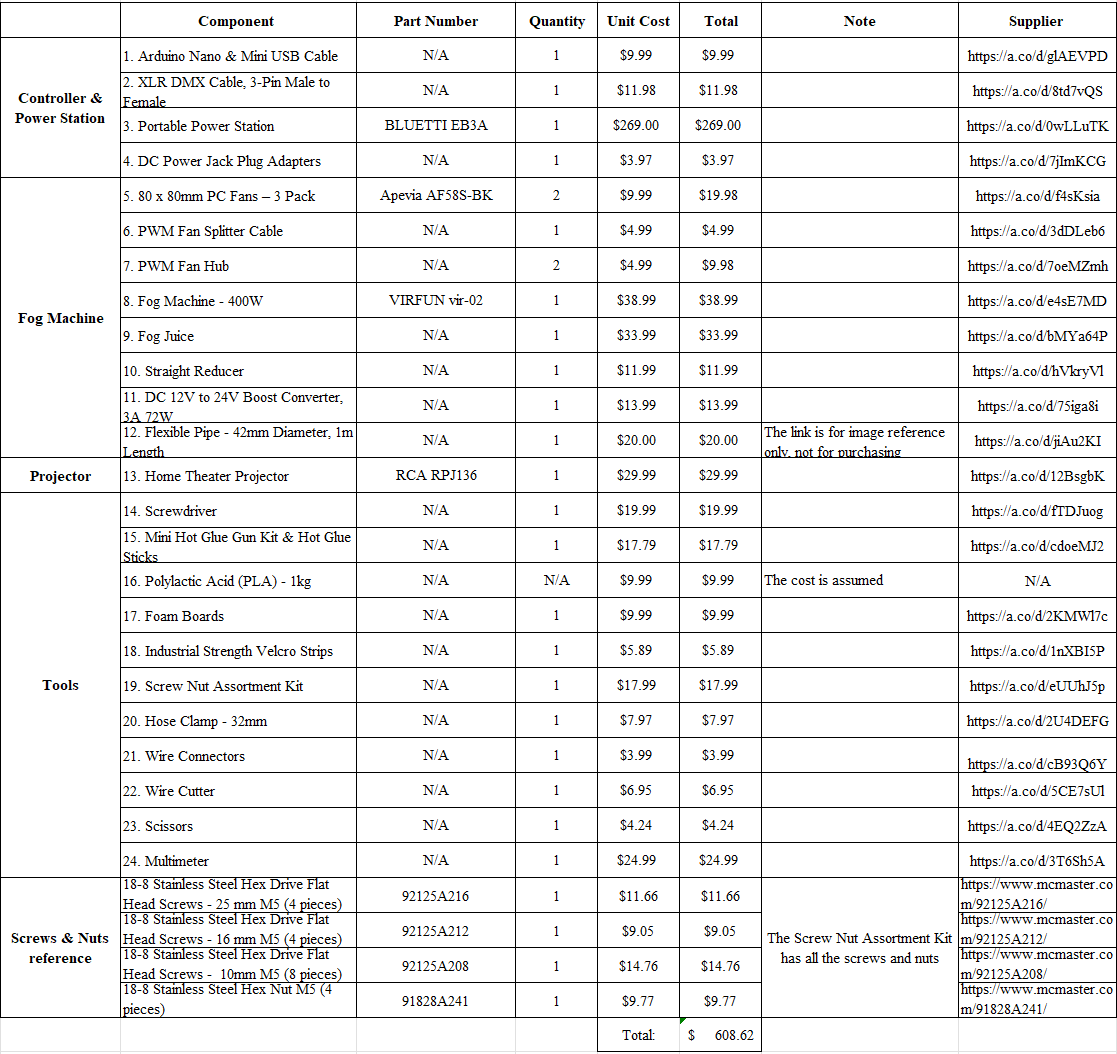 Component Part Number Quantity Unit Cost Total Note Supplier
Controller &
Power Station
1. Arduino Nano & Mini USB Cable N/A 1 $9.99 $9.99 https://a.co/d/glAEVPD
2. XLR DMX Cable, 3-Pin Male to
Female N/A 1 $11.98 $11.98 https://a.co/d/8td7vQS
3. Portable Power Station BLUETTI EB3A 1 $269.00 $269.00 https://a.co/d/0wLLuTK
4. DC Power Jack Plug Adapters N/A 1 $3.97 $3.97 https://a.co/d/7jImKCG
Fog Machine
5. 80 x 80mm PC Fans – 3 Pack Apevia AF58S-BK 2 $9.99 $19.98 https://a.co/d/f4sKsia
6. PWM Fan Splitter Cable N/A 1 $4.99 $4.99 https://a.co/d/3dDLeb6
7. PWM Fan Hub N/A 2 $4.99 $9.98 https://a.co/d/7oeMZmh
8. Fog Machine - 400W VIRFUN vir-02 1 $38.99 $38.99 https://a.co/d/e4sE7MD
9. Fog Juice N/A 1 $33.99 $33.99 https://a.co/d/bMYa64P
10. Straight Reducer N/A 1 $11.99 $11.99 https://a.co/d/hVkryVl
11. DC 12V to 24V Boost Converter,
3A 72W N/A 1 $13.99 $13.99 https://a.co/d/75iga8i
12. Flexible Pipe - 42mm Diameter, 1m
Length N/A 1 $20.00 $20.00 The link is for image reference
only, not for purchasing https://a.co/d/jiAu2KI
Projector
13. Home Theater Projector RCA RPJ136 1 $29.99 $29.99 https://a.co/d/12BsgbK
Tools
14. Screwdriver N/A 1 $19.99 $19.99 https://a.co/d/fTDJuog
15. Mini Hot Glue Gun Kit & Hot Glue
Sticks N/A 1 $17.79 $17.79 https://a.co/d/cdoeMJ2
16. Polylactic Acid (PLA) - 1kg N/A N/A $9.99 $9.99 The cost is assumed N/A
17. Foam Boards N/A 1 $9.99 $9.99 https://a.co/d/2KMWl7c
18. Industrial Strength Velcro Strips N/A 1 $5.89 $5.89 https://a.co/d/1nXBI5P
19. Screw Nut Assortment Kit N/A 1 $17.99 $17.99 https://a.co/d/eUUhJ5p
20. Hose Clamp - 32mm N/A 1 $7.97 $7.97 https://a.co/d/2U4DEFG
21. Wire Connectors N/A 1 $3.99 $3.99 https://a.co/d/cB93Q6Y
22. Wire Cutter N/A 1 $6.95 $6.95 https://a.co/d/5CE7sUl
23. Scissors N/A 1 $4.24 $4.24 https://a.co/d/4EQ2ZzA
24. Multimeter N/A 1 $24.99 $24.99 https://a.co/d/3T6Sh5A
Screws & Nuts
reference
18-8 Stainless Steel Hex Drive Flat
Head Screws - 25 mm M5 (4 pieces) 92125A216 1 $11.66 $11.66 https://www.mcmaster.co
m/92125A216/
18-8 Stainless Steel Hex Drive Flat
Head Screws - 16 mm M5 (4 pieces) 92125A212 1 $9.05 $9.05 https://www.mcmaster.co
m/92125A212/
The Screw Nut Assortment Kit
has all the screws and nuts
18-8 Stainless Steel Hex Drive Flat
Head Screws - 10mm M5 (8 pieces) 92125A208 1 $14.76 $14.76 https://www.mcmaster.co
m/92125A208/
18-8 Stainless Steel Hex Nut M5 (4
pieces) 91828A241 1 $9.77 $9.77 https://www.mcmaster.co
m/91828A241/
Total: $ 608.62